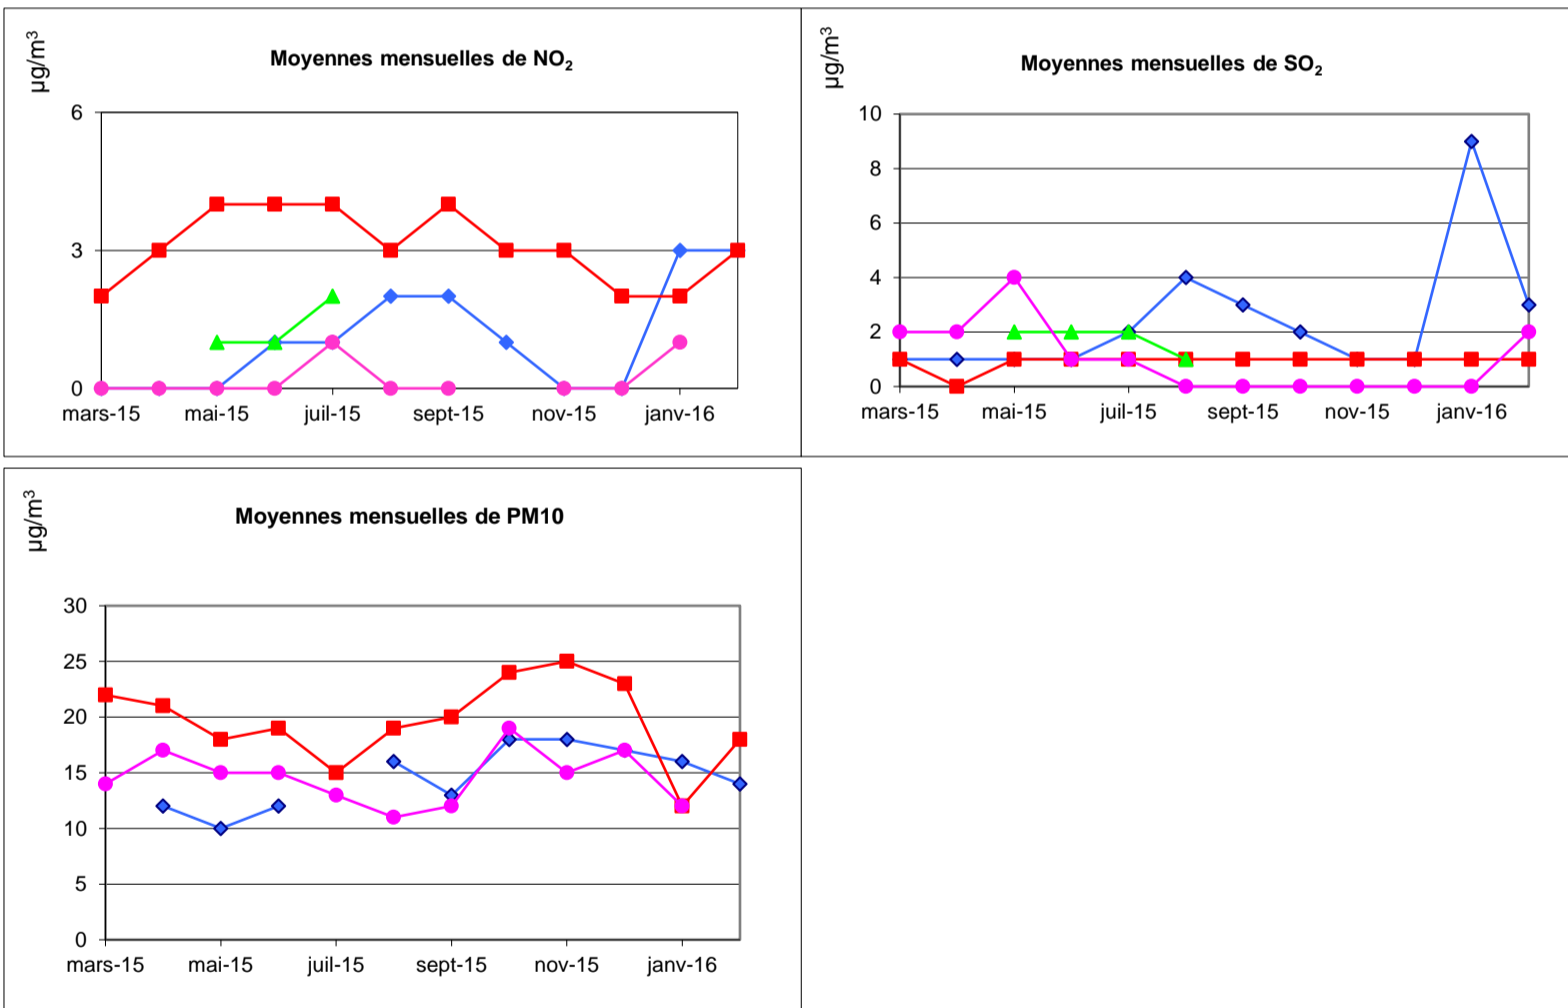 µg/m³
Moyennes mensuelles de NO₂
6
3
0
mars-15 mai-15 juil-15 sept-15 nov-15 janv-16
µg/m³
Moyennes mensuelles de SO₂
10
8
6
4
2
0
mars-15 mai-15 juil-15 sept-15 nov-15 janv-16
µg/m³
Moyennes mensuelles de PM10
30
25
20
15
10
5
0
mars-15 mai-15 juil-15 sept-15 nov-15 janv-16